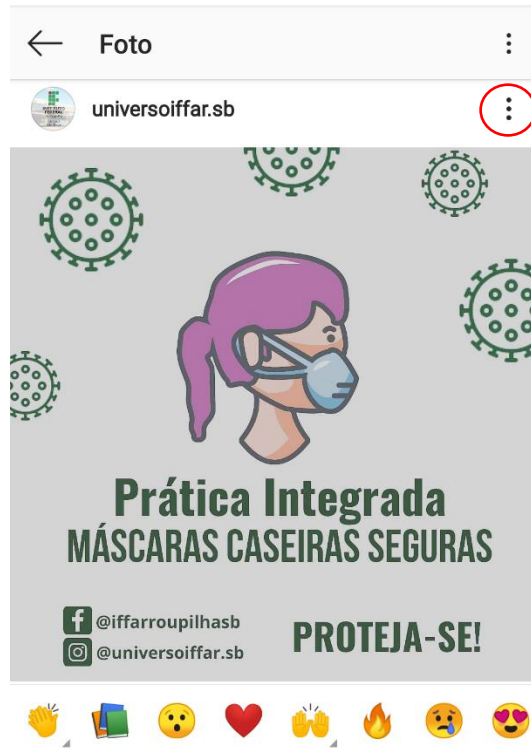 Foto
universoiffar.sb
Prática Integrada
MÁSCARAS CASEIRAS SEGURAS
@iffarroupilhasb
@universoiffar.sb
PROTEJA-SE!